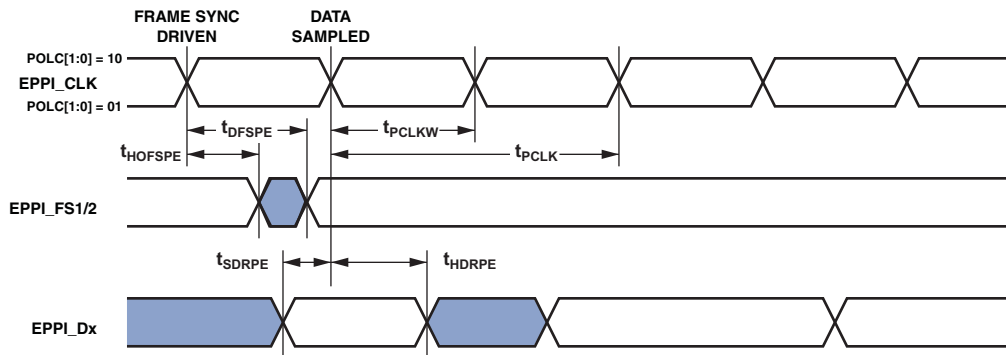 FRAME SYNC
DRIVEN
DATA
SAMPLED
POLC[1:0] = 10
EPPI_CLK
POLC[1:0] = 01
tDFSPE
tPCLKW
tHOFSPE
tPCLK
EPPI_FS1/2
tSDRPE
tHDRPE
EPPI_Dx